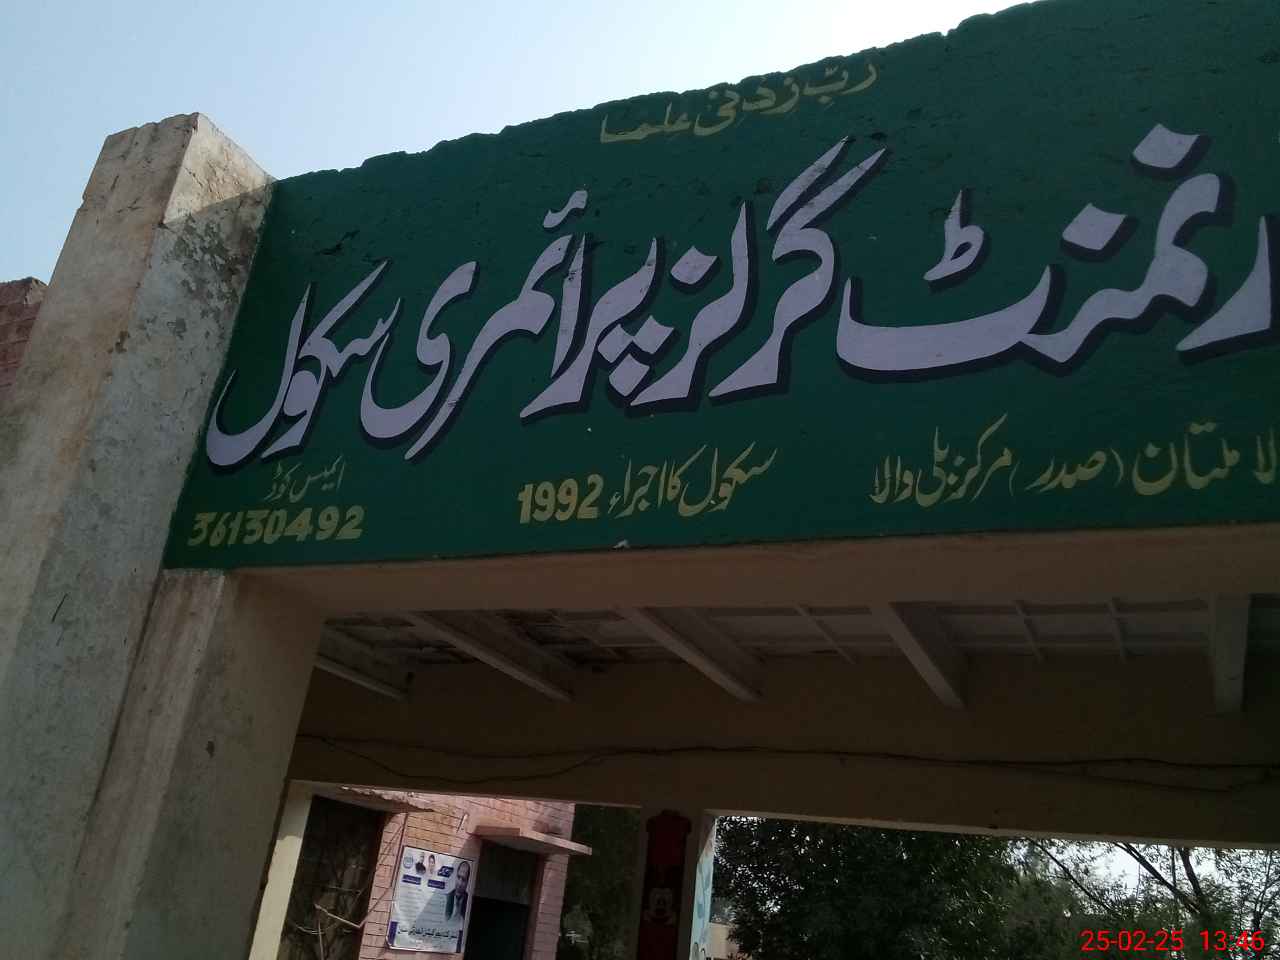 ربّ زدنی علما
رنمنٹ گرلز پرائمری سکول
لا ملتان (صدر) مرکز بلی والا
سکول کا اجراء 1992
ایمس کوڈ
36130492
25-02-25 13:46